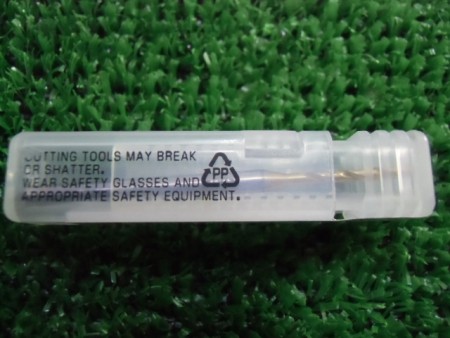 CUTTING TOOLS MAY BREAK
OR SHATTER.
WEAR SAFETY GLASSES AND
APPROPRIATE SAFETY EQUIPMENT.
PP